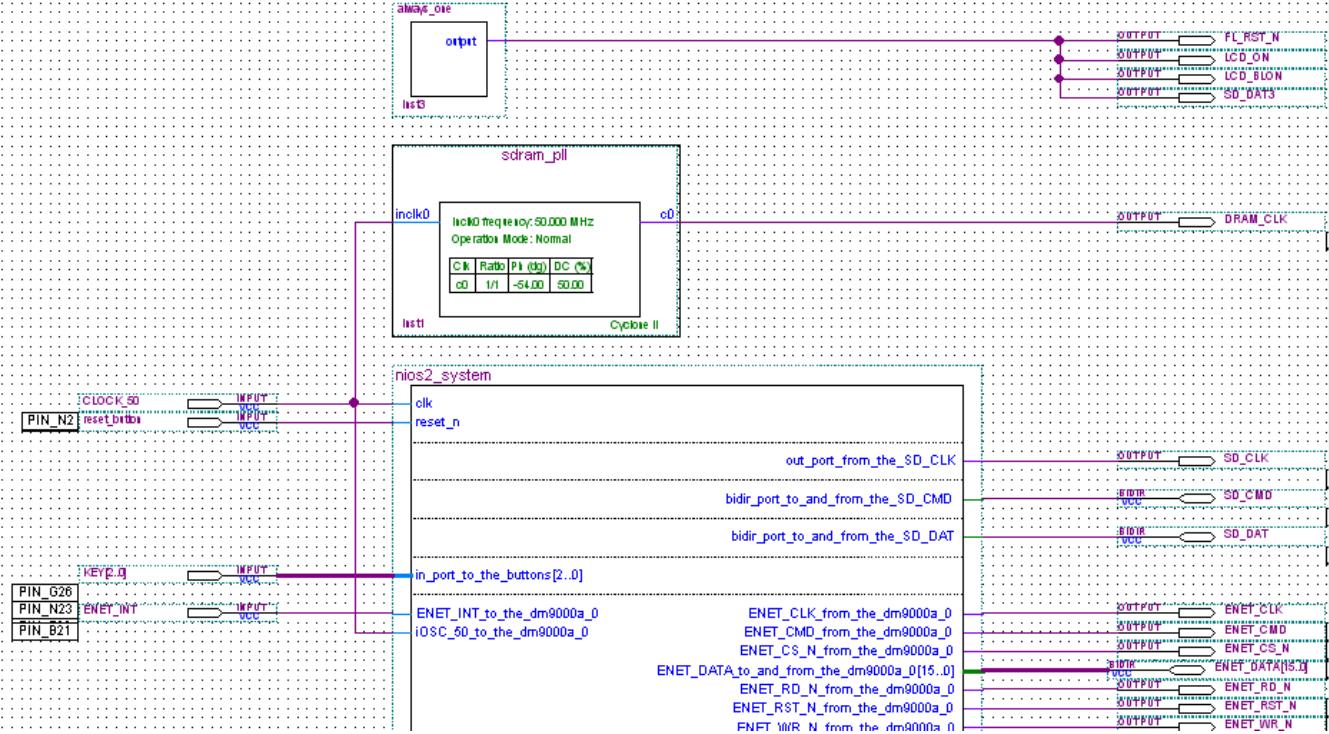 always_one
output
inst3
OUTPUT FL_RST_N
OUTPUT LCD_ON
OUTPUT LCD_BLON
OUTPUT SD_DAT3
sdram_pll
inclk0
c0
inclk0 frequency: 50.000 MHz
Operation Mode: Normal
Clk Ratio Ph (dg) DC (%)
c0 1/1 -54.00 50.00
inst1
Cyclone II
OUTPUT DRAM_CLK
nios2_system
CLOCK_50 INPUT VCC
clk
PIN_N2 reset_button INPUT VCC
reset_n
out_port_from_the_SD_CLK
OUTPUT SD_CLK
bidir_port_to_and_from_the_SD_CMD
BIDIR VCC SD_CMD
bidir_port_to_and_from_the_SD_DAT
BIDIR VCC SD_DAT
KEY[2..0] INPUT VCC
in_port_to_the_buttons[2..0]
PIN_G26
PIN_N23
PIN_B21
ENET_INT INPUT VCC
ENET_INT_to_the_dm9000a_0
iOSC_50_to_the_dm9000a_0
ENET_CLK_from_the_dm9000a_0
OUTPUT ENET_CLK
ENET_CMD_from_the_dm9000a_0
OUTPUT ENET_CMD
ENET_CS_N_from_the_dm9000a_0
OUTPUT ENET_CS_N
ENET_DATA_to_and_from_the_dm9000a_0[15..0]
BIDIR VCC ENET_DATA[15..0]
ENET_RD_N_from_the_dm9000a_0
OUTPUT ENET_RD_N
ENET_RST_N_from_the_dm9000a_0
OUTPUT ENET_RST_N
ENET_WR_N_from_the_dm9000a_0
OUTPUT ENET_WR_N